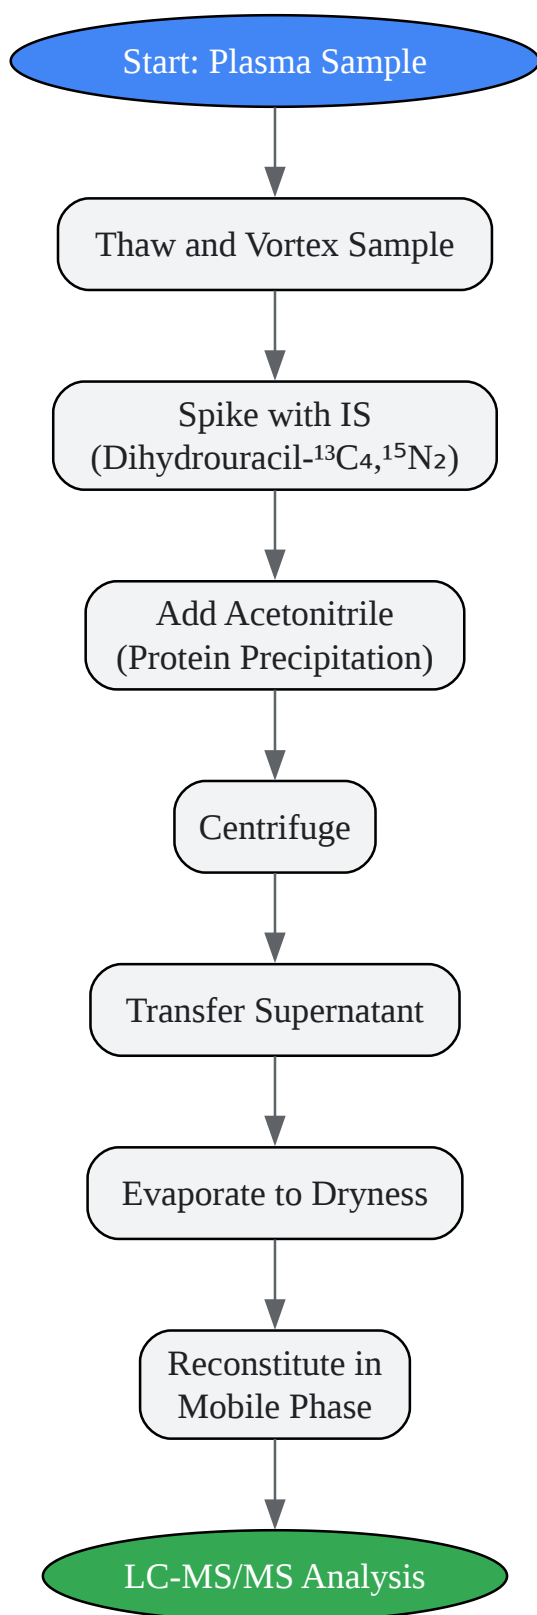 Start: Plasma Sample
Thaw and Vortex Sample
Spike with IS
(Dihydrouracil-¹³C₄,¹⁵N₂)
Add Acetonitrile
(Protein Precipitation)
Centrifuge
Transfer Supernatant
Evaporate to Dryness
Reconstitute in
Mobile Phase
LC-MS/MS Analysis